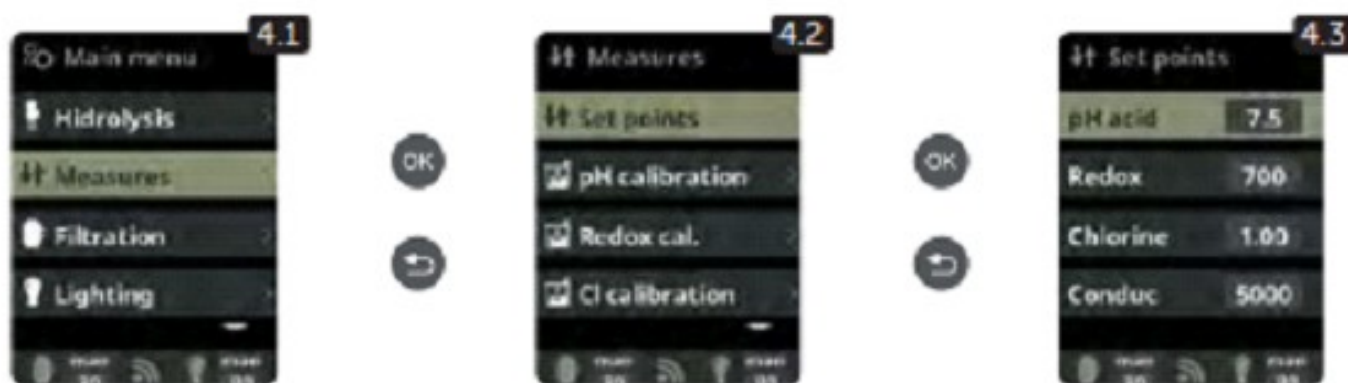 4.1
Main menu
Hidrolysis
Measures
Filtration
Lighting
OK
4.2
Measures
Set points
pH calibration
Redox cal.
Cl calibration
OK
4.3
Set points
pH acid 7.5
Redox 700
Chlorine 1.00
Conduc 5000